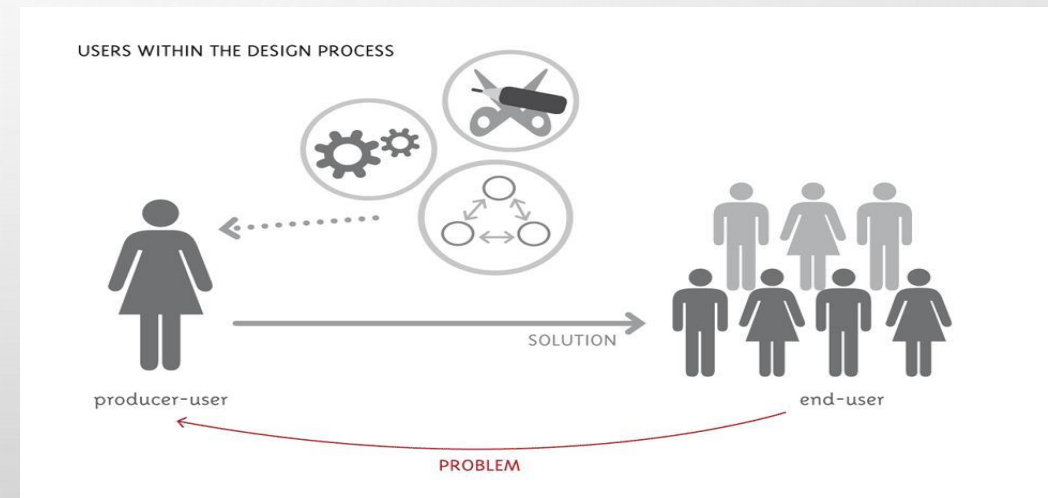 USERS WITHIN THE DESIGN PROCESS
SOLUTION
producer-user
end-user
PROBLEM